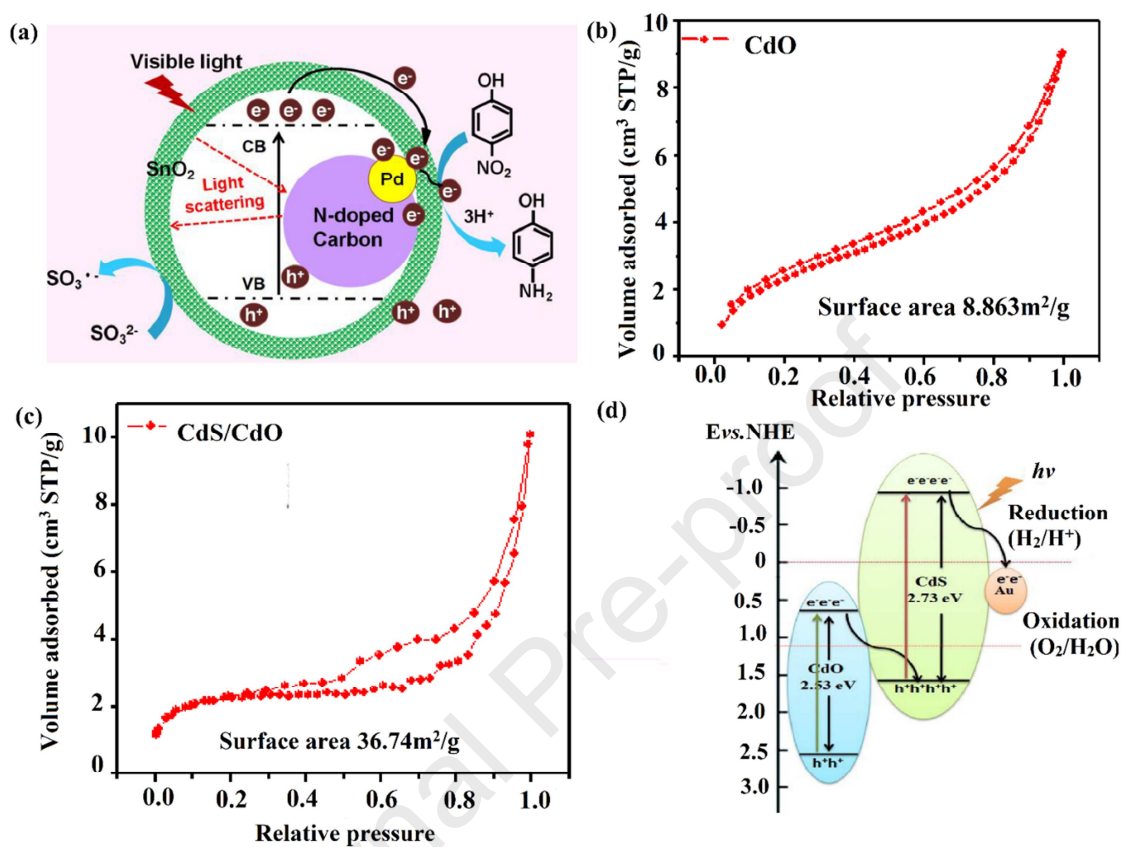 (a)
Visible light
e⁻
e⁻ e⁻ e⁻
CB
SnO₂
Light
scattering
e⁻ e⁻
Pd
e⁻
e⁻
N-doped
Carbon
OH
NO₂
3H⁺
OH
NH₂
SO₃•⁻
SO₃²⁻
VB
h⁺
h⁺ h⁺ h⁺
(b)
CdO
Volume adsorbed (cm³ STP/g)
10
8
6
4
2
0
Surface area 8.863m²/g
0.0 0.2 0.4 0.6 0.8 1.0
Relative pressure
(c)
CdS/CdO
Volume adsorbed (cm³ STP/g)
10
8
6
4
2
0
Surface area 36.74m²/g
0.0 0.2 0.4 0.6 0.8 1.0
Relative pressure
(d)
Evs.NHE
-1.0
-0.5
0
0.5
1.0
1.5
2.0
2.5
3.0
e⁻e⁻e⁻e⁻
hν
Reduction
(H₂/H⁺)
CdS
2.73 eV
e⁻e⁻
Au
Oxidation
(O₂/H₂O)
h⁺h⁺h⁺h⁺
e⁻e⁻e⁻
CdO
2.53 eV
h⁺h⁺
nal Pre-proof